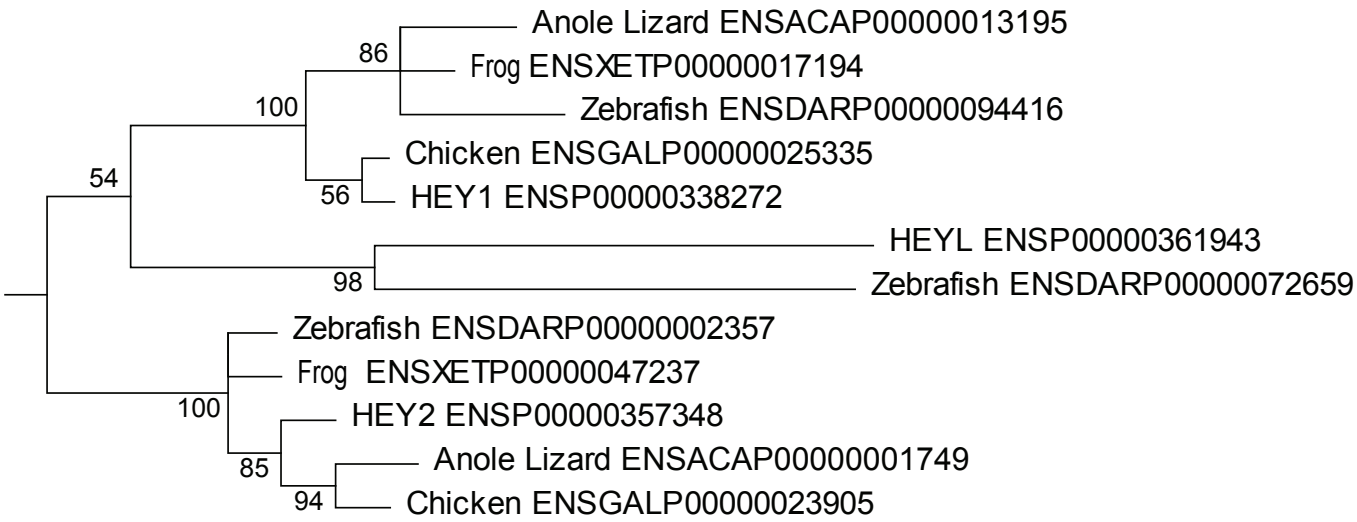 Anole Lizard ENSACAP00000013195
86
Frog ENSXETP00000017194
100
Zebrafish ENSDARP00000094416
Chicken ENSGALP00000025335
54
56
HEY1 ENSP00000338272
HEYL ENSP00000361943
98
Zebrafish ENSDARP00000072659
Zebrafish ENSDARP00000002357
Frog ENSXETP00000047237
100
HEY2 ENSP00000357348
85
Anole Lizard ENSACAP00000001749
94
Chicken ENSGALP00000023905